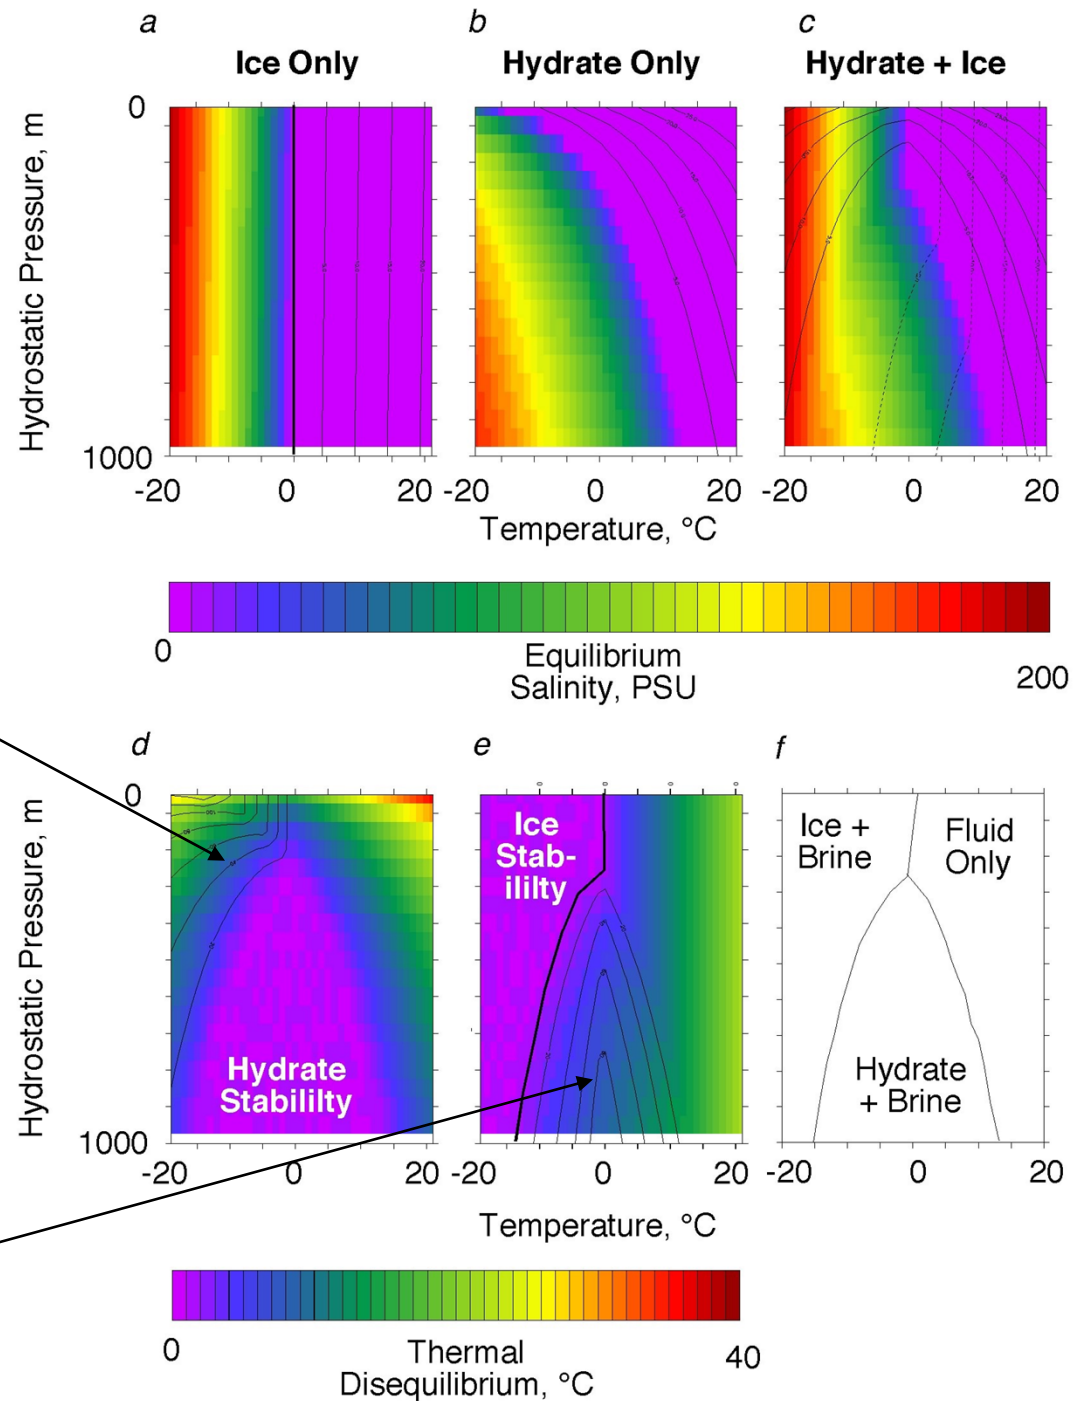 a
b
c
Ice Only
Hydrate Only
Hydrate + Ice
Hydrostatic Pressure, m
0
1000
-20
0
20
-20
0
20
-20
0
20
Temperature, °C
0
Equilibrium
Salinity, PSU
200
d
e
f
Hydrostatic Pressure, m
0
1000
Hydrate
Stabililty
Ice
Stab-
ililty
Ice +
Brine
Fluid
Only
Hydrate
+ Brine
-20
0
20
-20
0
20
-20
0
20
Temperature, °C
0
Thermal
Disequilibrium, °C
40